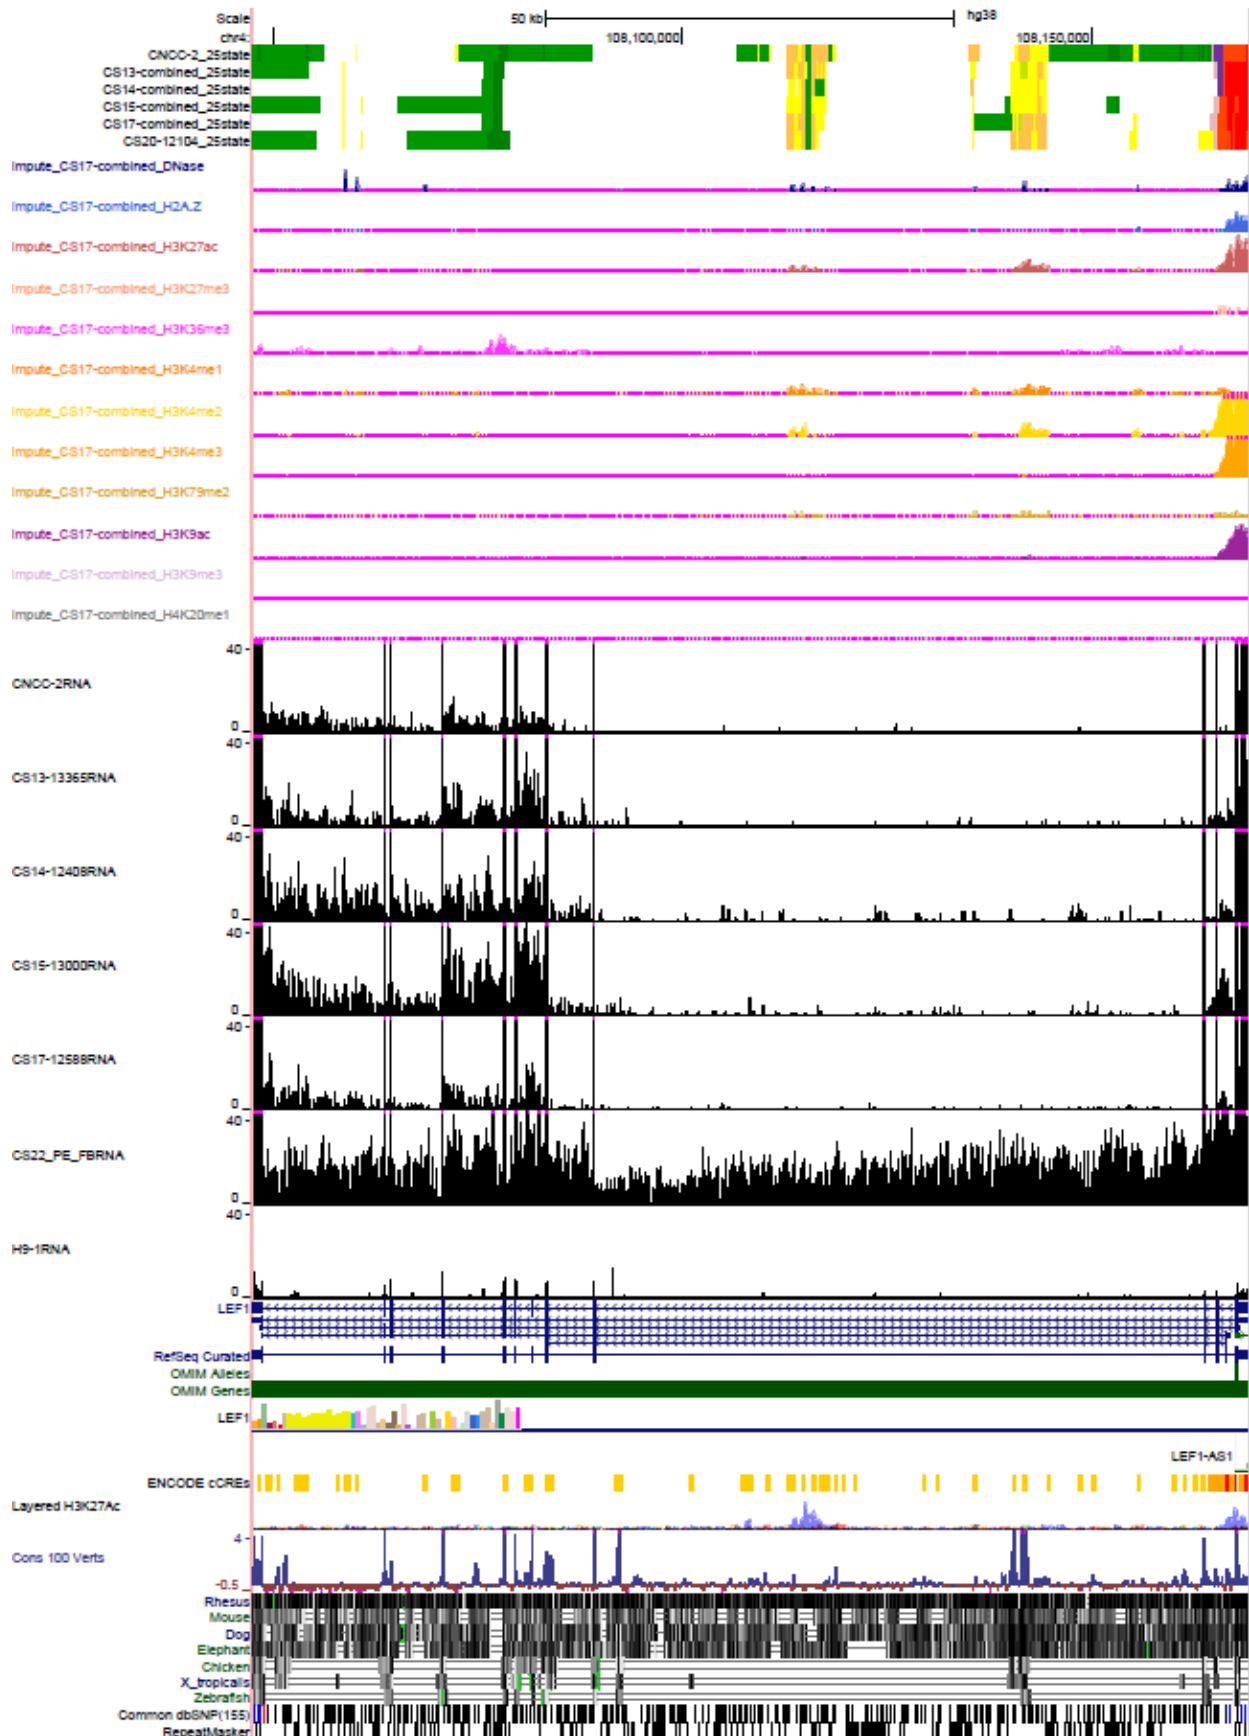 Scale 50 kb hg38
chr4: 108,100,000 108,150,000
CNCC-2_25state
CS13-combined_25state
CS14-combined_25state
CS15-combined_25state
CS17-combined_25state
CS20-12104_25state
Impute_CS17-combined_DNase
Impute_CS17-combined_H2A.Z
Impute_CS17-combined_H3K27ac
Impute_CS17-combined_H3K27me3
Impute_CS17-combined_H3K36me3
Impute_CS17-combined_H3K4me1
Impute_CS17-combined_H3K4me2
Impute_CS17-combined_H3K4me3
Impute_CS17-combined_H3K79me2
Impute_CS17-combined_H3K9ac
Impute_CS17-combined_H3K9me3
Impute_CS17-combined_H4K20me1
40
CNCC-2RNA
0
40
CS13-13365RNA
0
40
CS14-12408RNA
0
40
CS15-13000RNA
0
40
CS17-12588RNA
0
40
CS22_PE_FBRNA
0
40
H9-1RNA
0
LEF1
RefSeq Curated
OMIM Alleles
OMIM Genes
LEF1
LEF1-AS1
ENCODE cCREs
Layered H3K27Ac
4
Cons 100 Verts
-0.5
Rhesus
Mouse
Dog
Elephant
Chicken
X_tropicalis
Zebrafish
Common dbSNP(155)
RepeatMasker